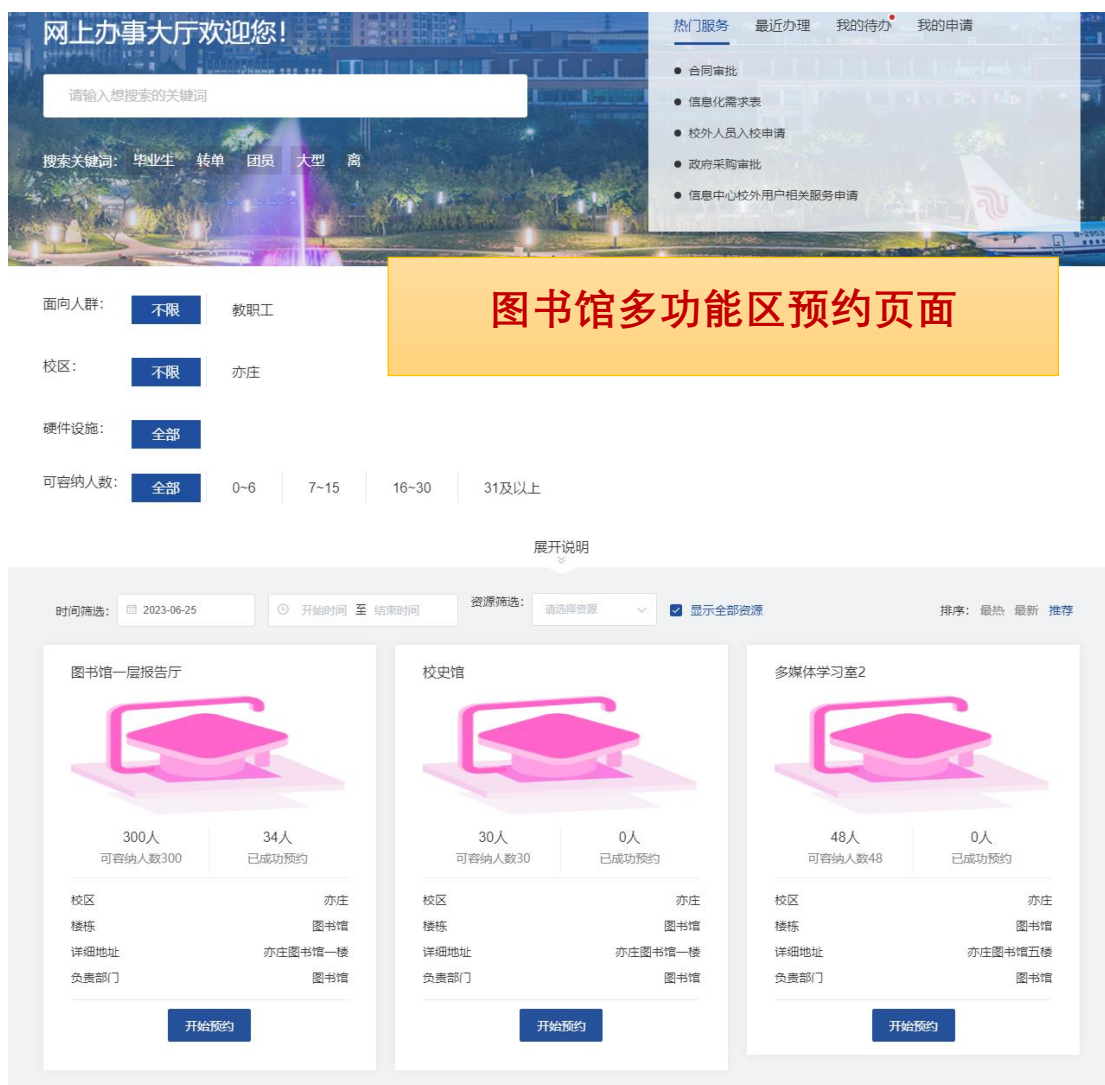 网上办事大厅欢迎您！
请输入想搜索的关键词
搜索关键词： 毕业生 转单 团员 大型 离
热门服务 最近办理 我的待办 我的申请
合同审批
信息化需求表
校外人员入校申请
政府采购审批
信息中心校外用户相关服务申请
B-2953
图书馆多功能区预约页面
面向人群： 不限 教职工
校区： 不限 亦庄
硬件设施： 全部
可容纳人数： 全部 0~6 7~15 16~30 31及以上
展开说明
时间筛选： 2023-06-25 开始时间 至 结束时间 资源筛选： 请选择资源 显示全部资源 排序： 最热 最新 推荐
图书馆一层报告厅
300人 34人
可容纳人数300 已成功预约
校区 亦庄
楼栋 图书馆
详细地址 亦庄图书馆一楼
负责部门 图书馆
开始预约
校史馆
30人 0人
可容纳人数30 已成功预约
校区 亦庄
楼栋 图书馆
详细地址 亦庄图书馆一楼
负责部门 图书馆
开始预约
多媒体学习室2
48人 0人
可容纳人数48 已成功预约
校区 亦庄
楼栋 图书馆
详细地址 亦庄图书馆五楼
负责部门 图书馆
开始预约